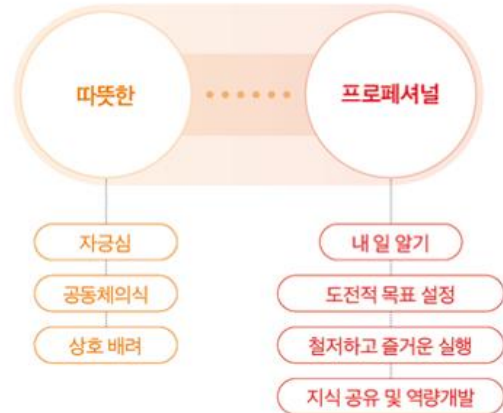 따뜻한
프로페셔널
자긍심
공동체의식
상호 배려
내 일 알기
도전적 목표 설정
철저하고 즐거운 실행
지식 공유 및 역량개발